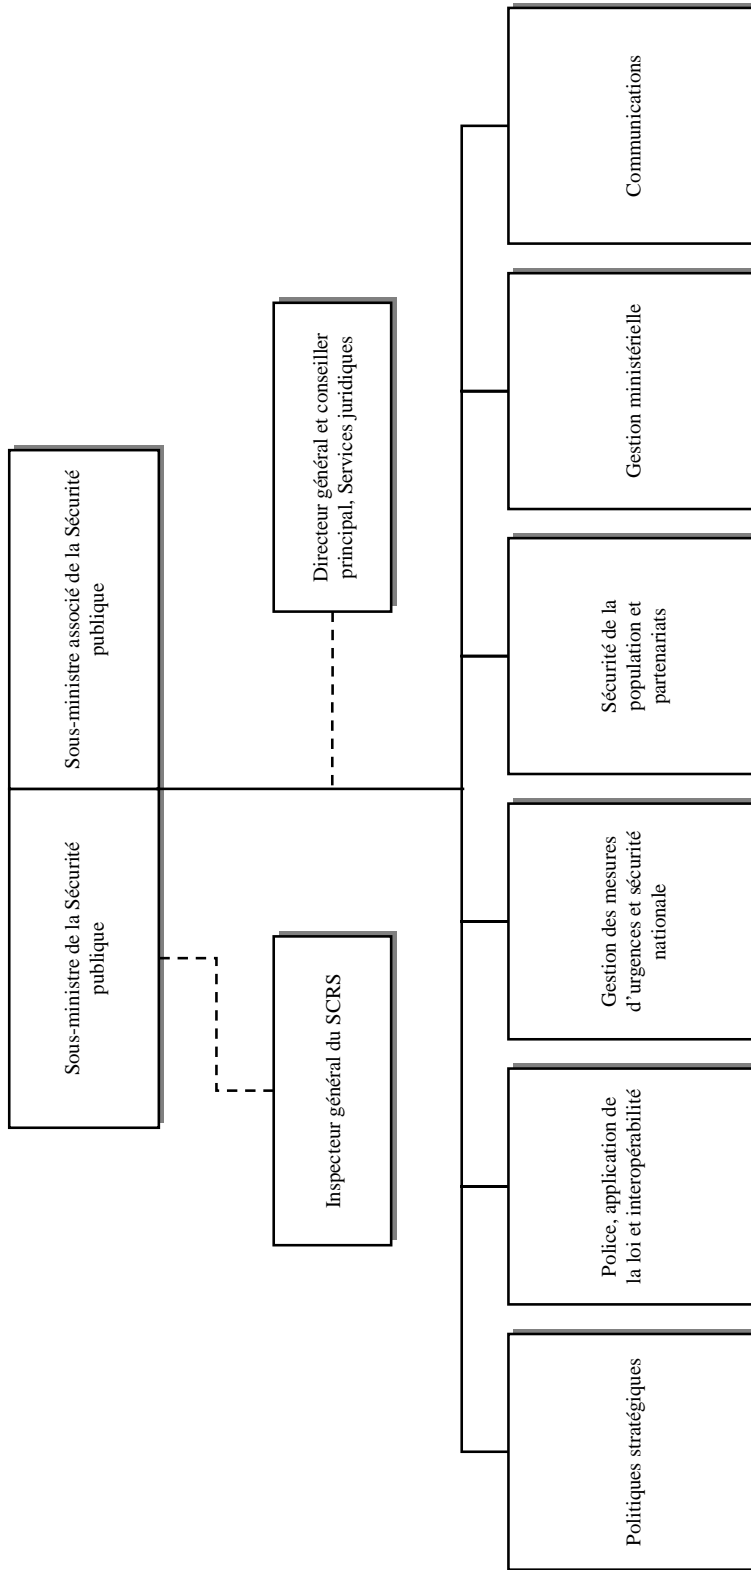 Sous-ministre de la Sécurité
publique
Sous-ministre associé de la Sécurité
publique
Inspecteur général du SCRS
Directeur général et conseiller
principal, Services juridiques
Politiques stratégiques
Police, application de
la loi et interopérabilité
Gestion des mesures
d’urgences et sécurité
nationale
Sécurité de la
population et
partenariats
Gestion ministérielle
Communications